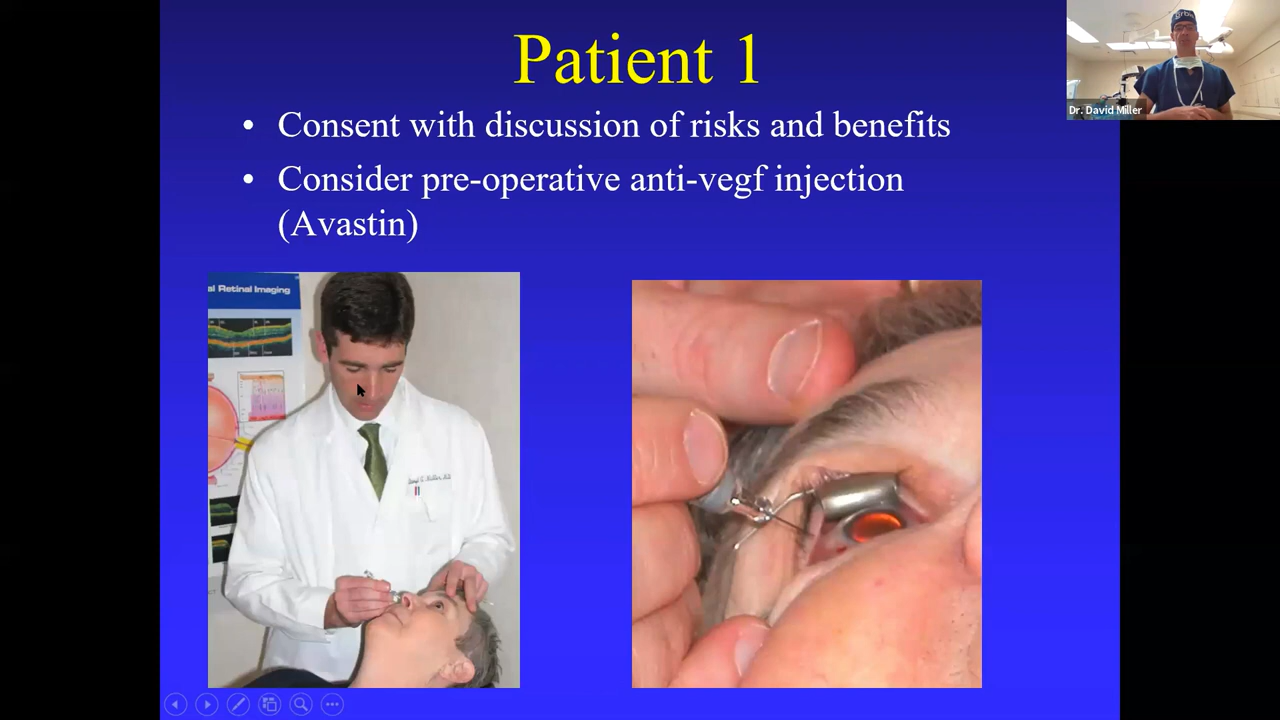 Patient 1
• Consent with discussion of risks and benefits
• Consider pre-operative anti-vegf injection
(Avastin)
Dr. David Miller
al Retinal Imaging